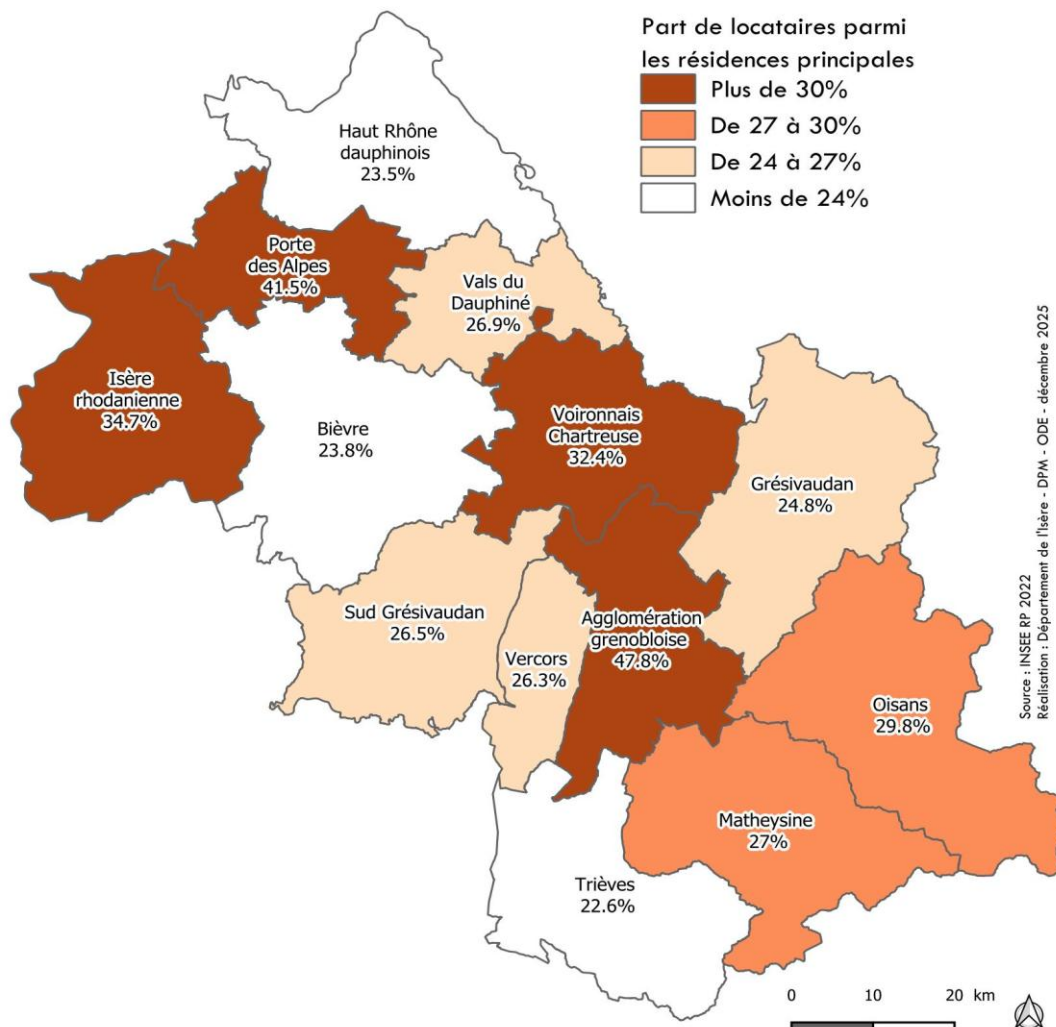 Part de locataires parmi
les résidences principales
Plus de 30%
De 27 à 30%
De 24 à 27%
Moins de 24%
Haut Rhône
dauphinois
23.5%
Porte
des Alpes
41.5%
Vals du
Dauphiné
26.9%
Isère
rhodanienne
34.7%
Bièvre
23.8%
Voironnais
Chartreuse
32.4%
Grésivaudan
24.8%
Sud Grésivaudan
26.5%
Vercors
26.3%
Agglomération
grenobloise
47.8%
Oisans
29.8%
Matheysine
27%
Trièves
22.6%
Source : INSEE RP 2022
Réalisation : Département de l'Isère - DPM - ODE - décembre 2025
0 10 20 km